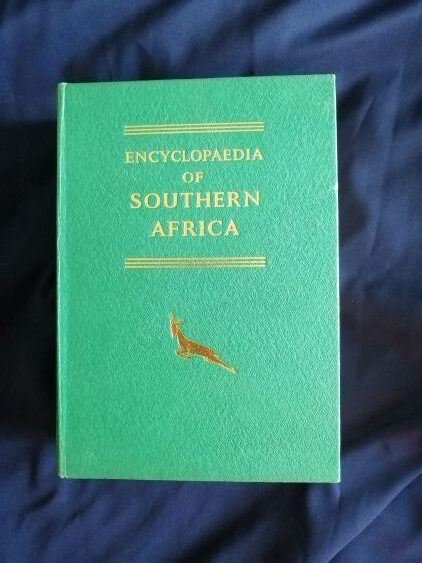 ENCYCLOPAEDIA
OF
SOUTHERN
AFRICA